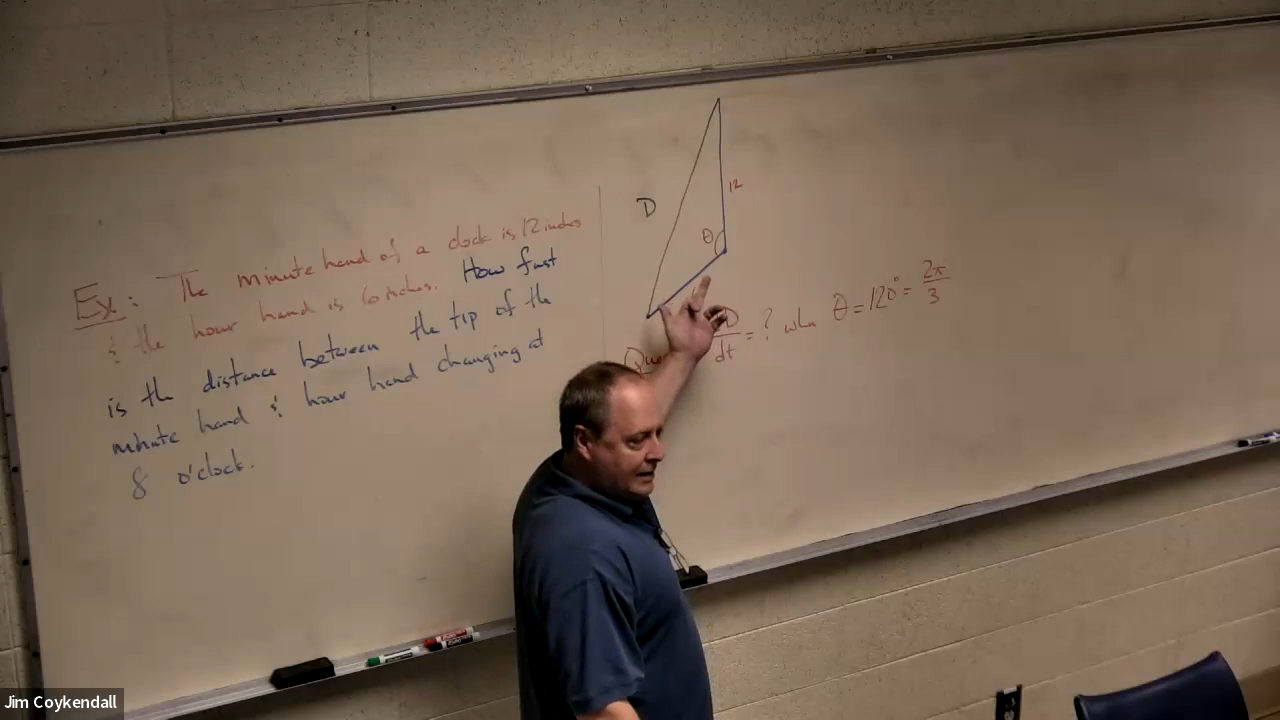 Ex: The minute hand of a clock is 12 inches
& the hour hand is 6 inches. How fast
is the distance between the tip of the
minute hand & hour hand changing at
8 o'clock.
D
12
θ
D/dt = ? when θ = 120° = 2π/3
Jim Coykendall